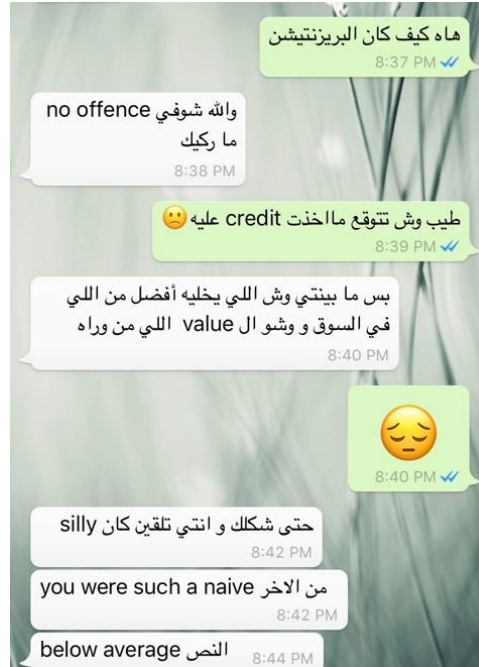 هاه كيف كان البريزنتيشن
8:37 PM
والله شوفي no offence
ما ركيك
8:38 PM
طيب وش تتوقع مااخذت credit عليه 🙁
8:39 PM
بس ما بينتي وش اللي يخليه أفضل من اللي
في السوق و وشو ال value اللي من وراه
8:40 PM
😔
8:40 PM
حتى شكلك و انتي تلقين كان silly
8:42 PM
من الاخر you were such a naive
8:42 PM
النص below average
8:44 PM